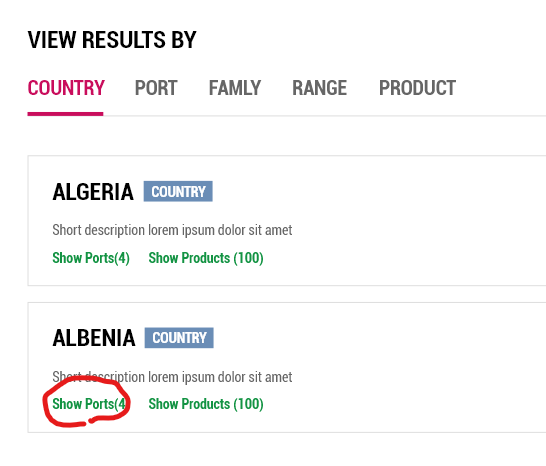 VIEW RESULTS BY
COUNTRY PORT FAMLY RANGE PRODUCT
ALGERIA COUNTRY
Short description lorem ipsum dolor sit amet
Show Ports(4) Show Products (100)
ALBENIA COUNTRY
Short description lorem ipsum dolor sit amet
Show Ports(4) Show Products (100)